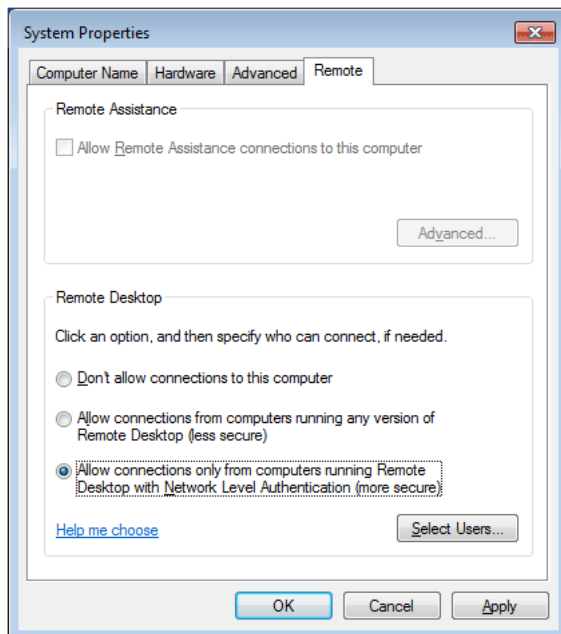 System Properties
Computer Name
Hardware
Advanced
Remote
Remote Assistance
Allow Remote Assistance connections to this computer
Advanced...
Remote Desktop
Click an option, and then specify who can connect, if needed.
Don't allow connections to this computer
Allow connections from computers running any version of
Remote Desktop (less secure)
Allow connections only from computers running Remote
Desktop with Network Level Authentication (more secure)
Help me choose
Select Users...
OK
Cancel
Apply